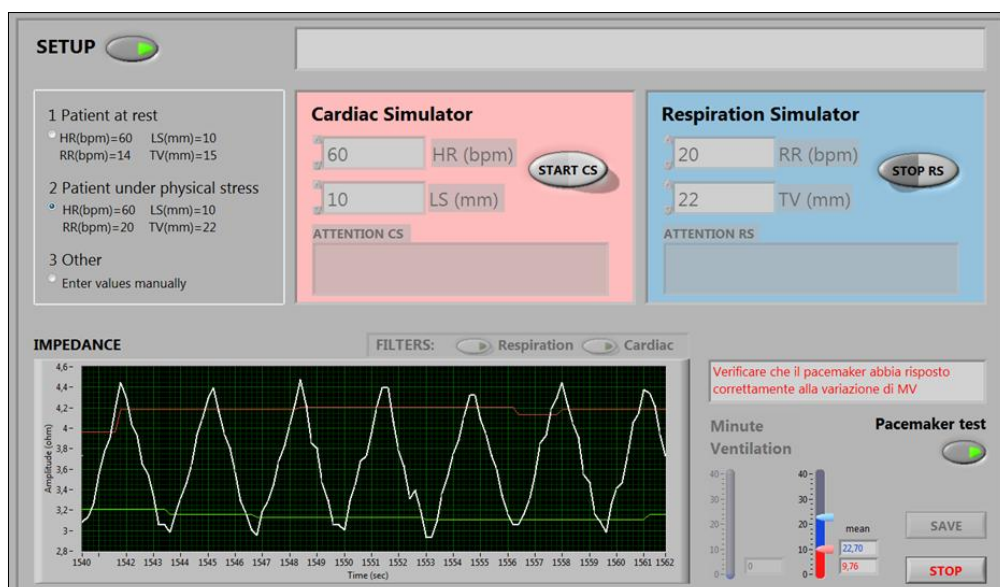 SETUP
1 Patient at rest
HR(bpm)=60 LS(mm)=10
RR(bpm)=14 TV(mm)=15
2 Patient under physical stress
HR(bpm)=60 LS(mm)=10
RR(bpm)=20 TV(mm)=22
3 Other
Enter values manually
Cardiac Simulator
60 HR (bpm)
START CS
10 LS (mm)
ATTENTION CS
Respiration Simulator
20 RR (bpm)
STOP RS
22 TV (mm)
ATTENTION RS
IMPEDANCE
FILTERS: Respiration Cardiac
Amplitude (ohm)
4,6-
4,4-
4,2-
4-
3,8-
3,6-
3,4-
3,2-
3-
2,8-
1540 1542 1543 1544 1545 1546 1547 1548 1549 1550 1551 1552 1553 1554 1555 1556 1557 1558 1559 1560 1561 1562
Time (sec)
Verificare che il pacemaker abbia risposto
correttamente alla variazione di MV
Minute
Ventilation
Pacemaker test
40-
30-
20-
10-
0-
0
40-
30-
20-
10-
0-
mean
22,70
9,76
SAVE
STOP